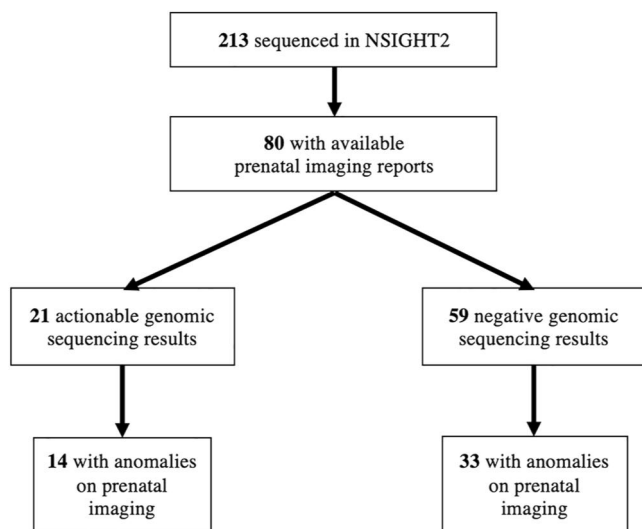 213 sequenced in NSIGHT2
80 with available
prenatal imaging reports
21 actionable genomic
sequencing results
59 negative genomic
sequencing results
14 with anomalies
on prenatal
imaging
33 with anomalies
on prenatal
imaging